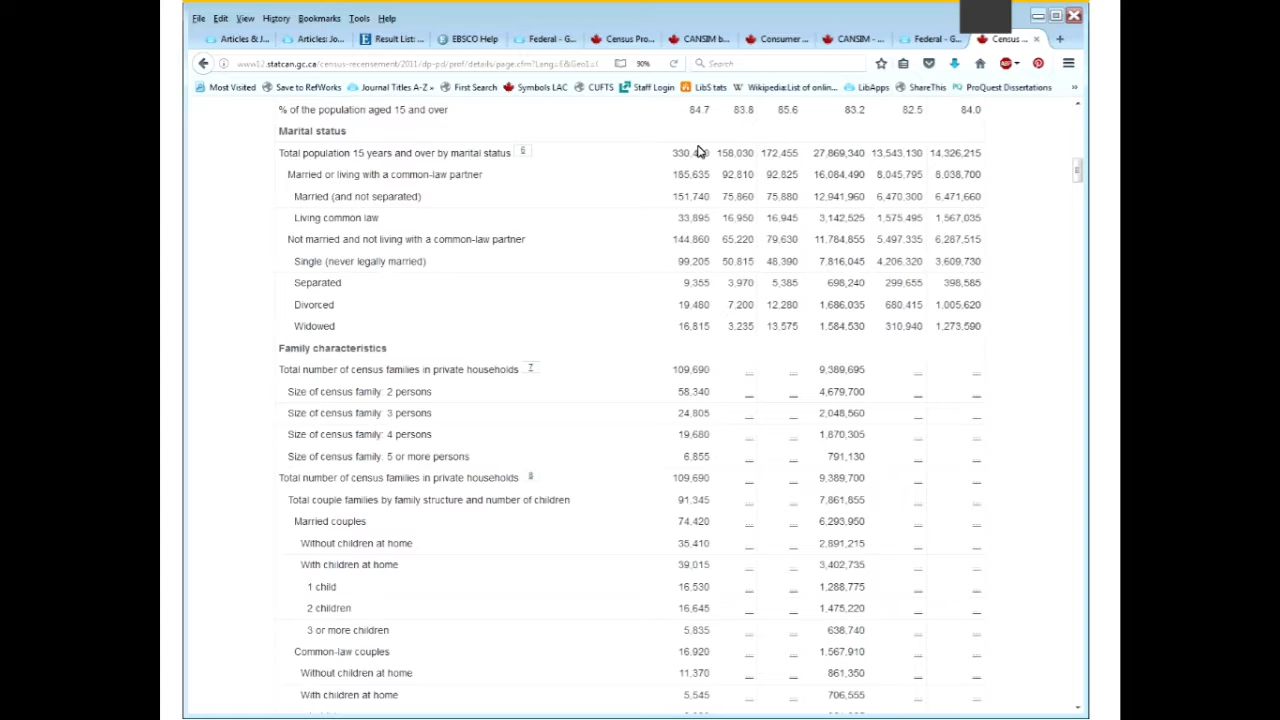 File Edit View History Bookmarks Tools Help
Articles & J... Articles: Jo... Result List: ... EBSCO Help Federal - G... Census Pro... CANSIM b... Consumer ... CANSIM - ... Federal - G... Census ... × +
www12.statcan.gc.ca/census-recensement/2011/dp-pd/prof/details/page.cfm?Lang=E&Geo1=( 90% Search
Most Visited Save to RefWorks Journal Titles A-Z » First Search Symbols LAC CUFTS Staff Login LibStats Wikipedia:List of onlin... LibApps ShareThis ProQuest Dissertations »
% of the population aged 15 and over 84.7 83.8 85.6 83.2 82.5 84.0
Marital status
Total population 15 years and over by marital status 6 158,030 172,455 27,869,340 13,543,130 14,326,215
Married or living with a common-law partner 185,635 92,810 92,825 16,084,490 8,045,795 8,038,700
Married (and not separated) 151,740 75,860 75,880 12,941,960 6,470,300 6,471,660
Living common law 33,895 16,950 16,945 3,142,525 1,575,495 1,567,035
Not married and not living with a common-law partner 144,860 65,220 79,630 11,784,855 5,497,335 6,287,515
Single (never legally married) 99,205 50,815 48,390 7,816,045 4,206,320 3,609,730
Separated 9,355 3,970 5,385 698,240 299,655 398,585
Divorced 19,480 7,200 12,280 1,686,035 680,415 1,005,620
Widowed 16,815 3,235 13,575 1,584,530 310,940 1,273,590
Family characteristics
Total number of census families in private households 7 109,690 ... ... 9,389,695 ... ...
Size of census family: 2 persons 58,340 ... ... 4,679,700 ... ...
Size of census family: 3 persons 24,805 ... ... 2,048,560 ... ...
Size of census family: 4 persons 19,680 ... ... 1,870,305 ... ...
Size of census family: 5 or more persons 6,855 ... ... 791,130 ... ...
Total number of census families in private households 8 109,690 ... ... 9,389,700 ... ...
Total couple families by family structure and number of children 91,345 ... ... 7,861,855 ... ...
Married couples 74,420 ... ... 6,293,950 ... ...
Without children at home 35,410 ... ... 2,891,215 ... ...
With children at home 39,015 ... ... 3,402,735 ... ...
1 child 16,530 ... ... 1,288,775 ... ...
2 children 16,645 ... ... 1,475,220 ... ...
3 or more children 5,835 ... ... 638,740 ... ...
Common-law couples 16,920 ... ... 1,567,910 ... ...
Without children at home 11,370 ... ... 861,350 ... ...
With children at home 5,545 ... ... 706,555 ... ...